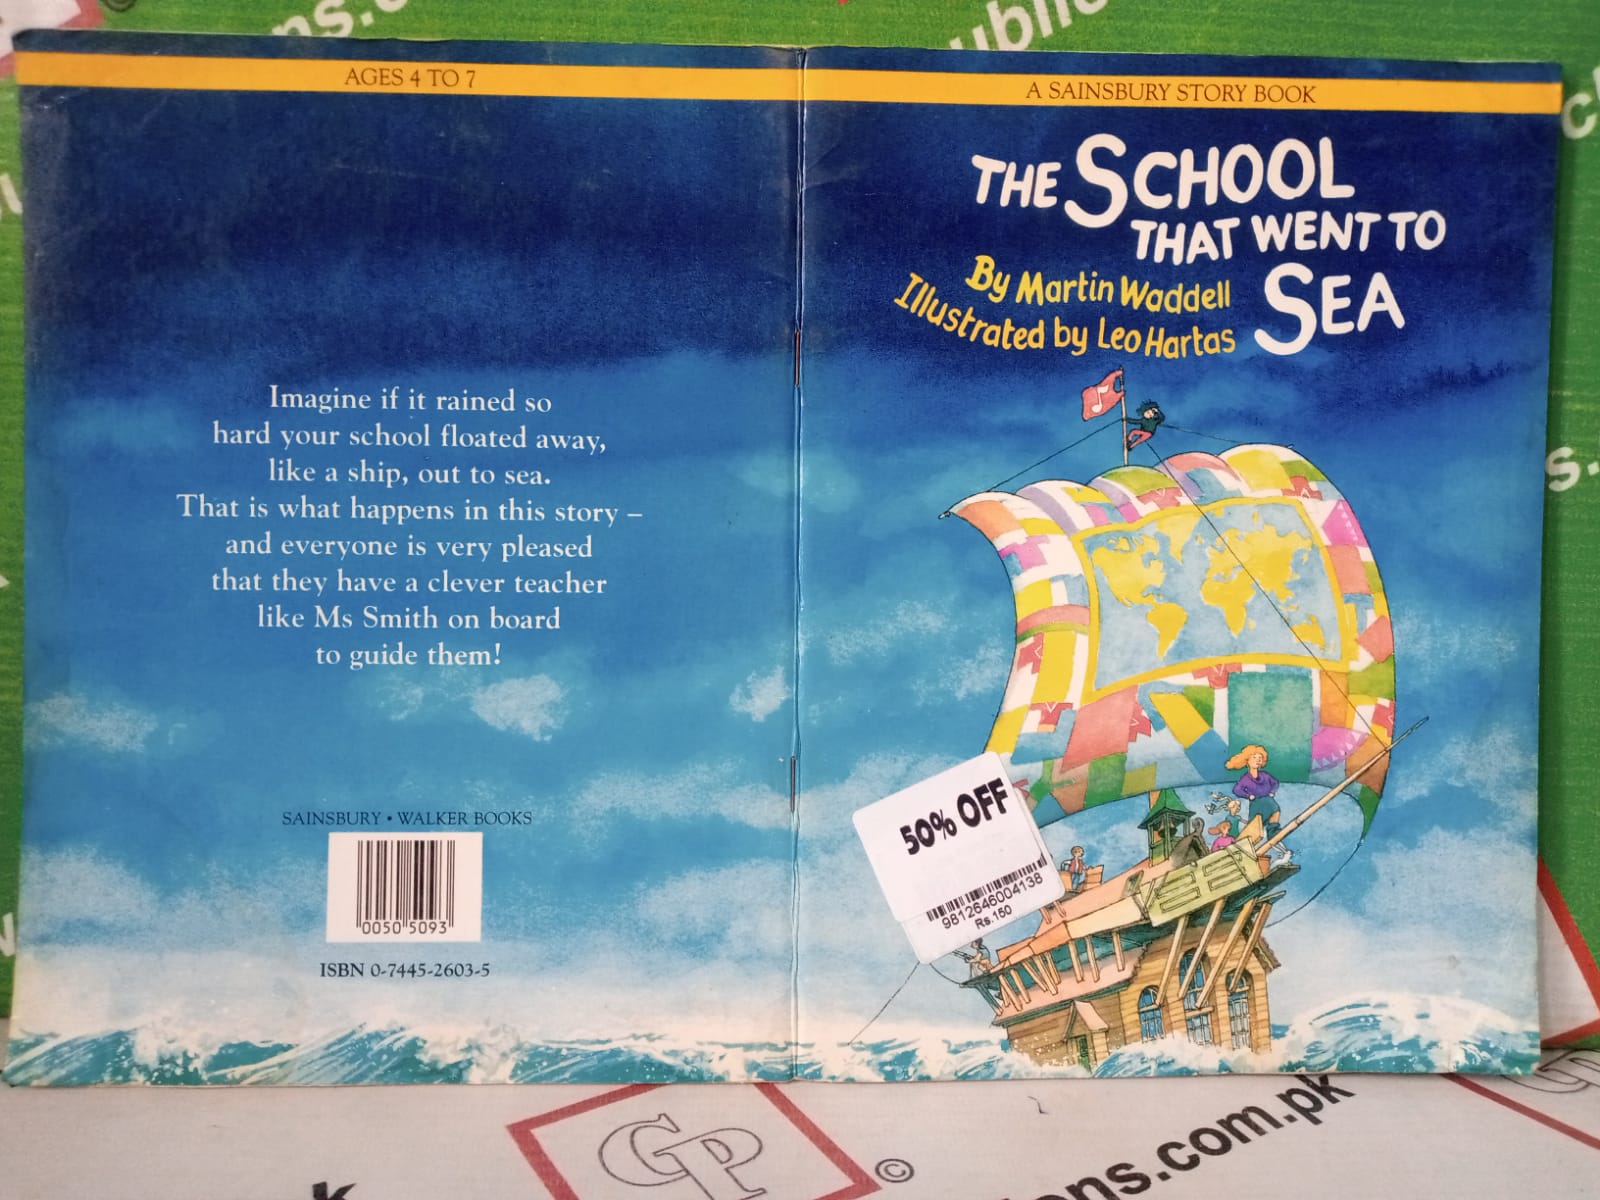 AGES 4 TO 7
Imagine if it rained so
hard your school floated away,
like a ship, out to sea.
That is what happens in this story –
and everyone is very pleased
that they have a clever teacher
like Ms Smith on board
to guide them!
SAINSBURY • WALKER BOOKS
0050 5093
ISBN 0-7445-2603-5
A SAINSBURY STORY BOOK
THE SCHOOL
THAT WENT TO
SEA
By Martin Waddell
Illustrated by Leo Hartas
50% OFF
9812646004138
Rs.150
GP
©
ons.com.pk